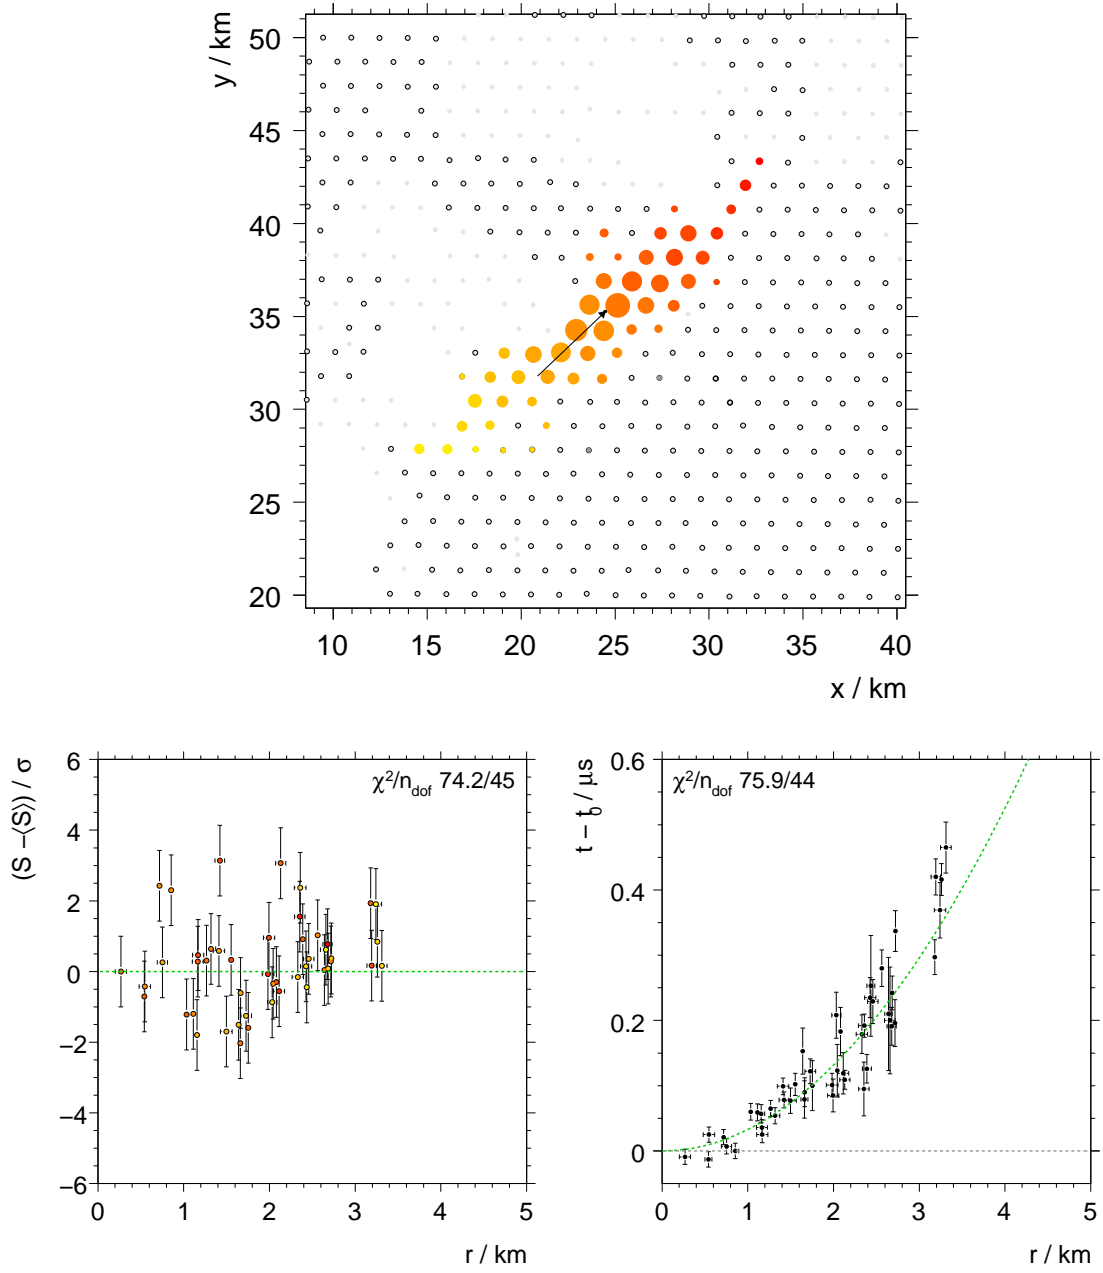 y / km
50
45
40
35
30
25
20
10 15 20 25 30 35 40
x / km
(S −⟨S⟩) / σ
χ²/n_dof 74.2/45
6
4
2
0
−2
−4
−6
0 1 2 3 4 5
r / km
t − t₀ / μs
χ²/n_dof 75.9/44
0.6
0.4
0.2
0
0 1 2 3 4 5
r / km